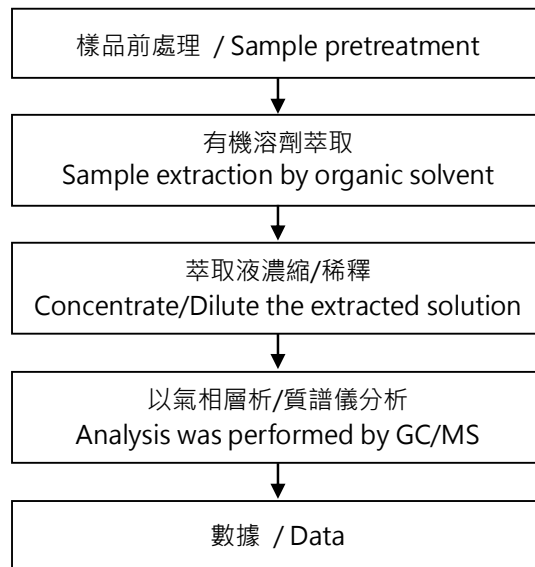 樣品前處理 / Sample pretreatment
有機溶劑萃取
Sample extraction by organic solvent
萃取液濃縮/稀釋
Concentrate/Dilute the extracted solution
以氣相層析/質譜儀分析
Analysis was performed by GC/MS
數據 / Data